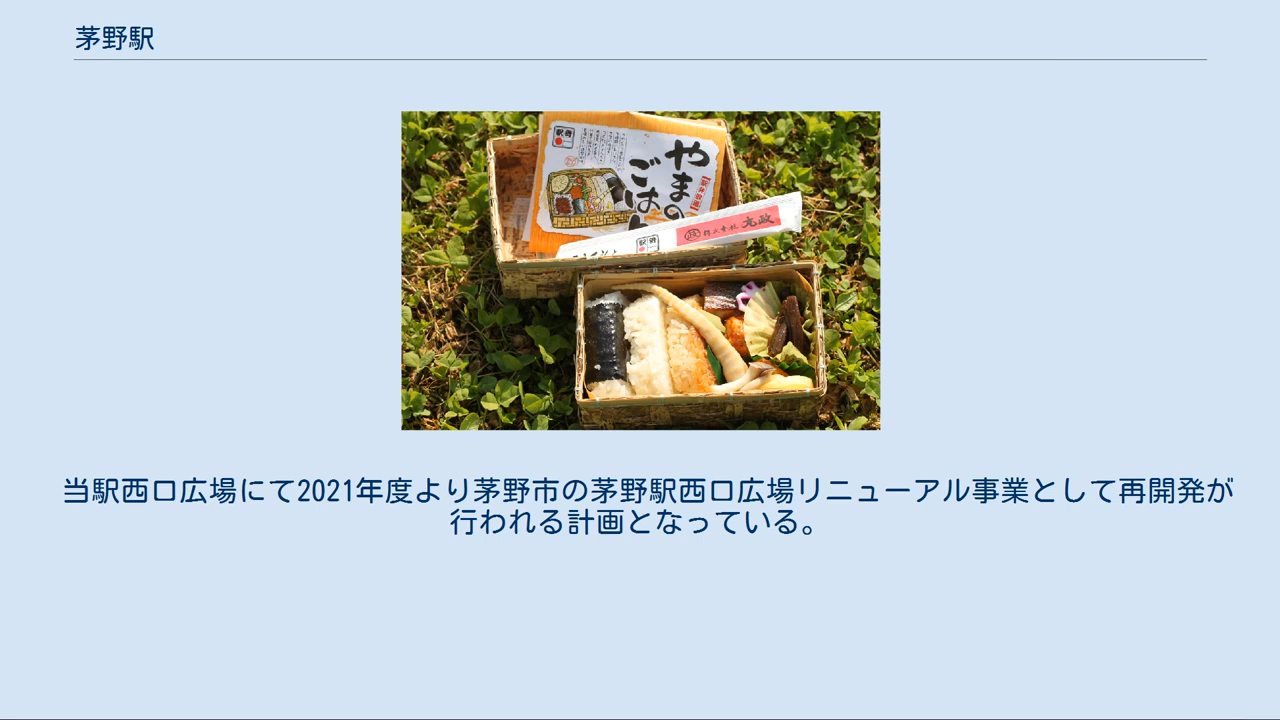 茅野駅
やまの
ごはん
元政
当駅西口広場にて2021年度より茅野市の茅野駅西口広場リニューアル事業として再開発が
行われる計画となっている。